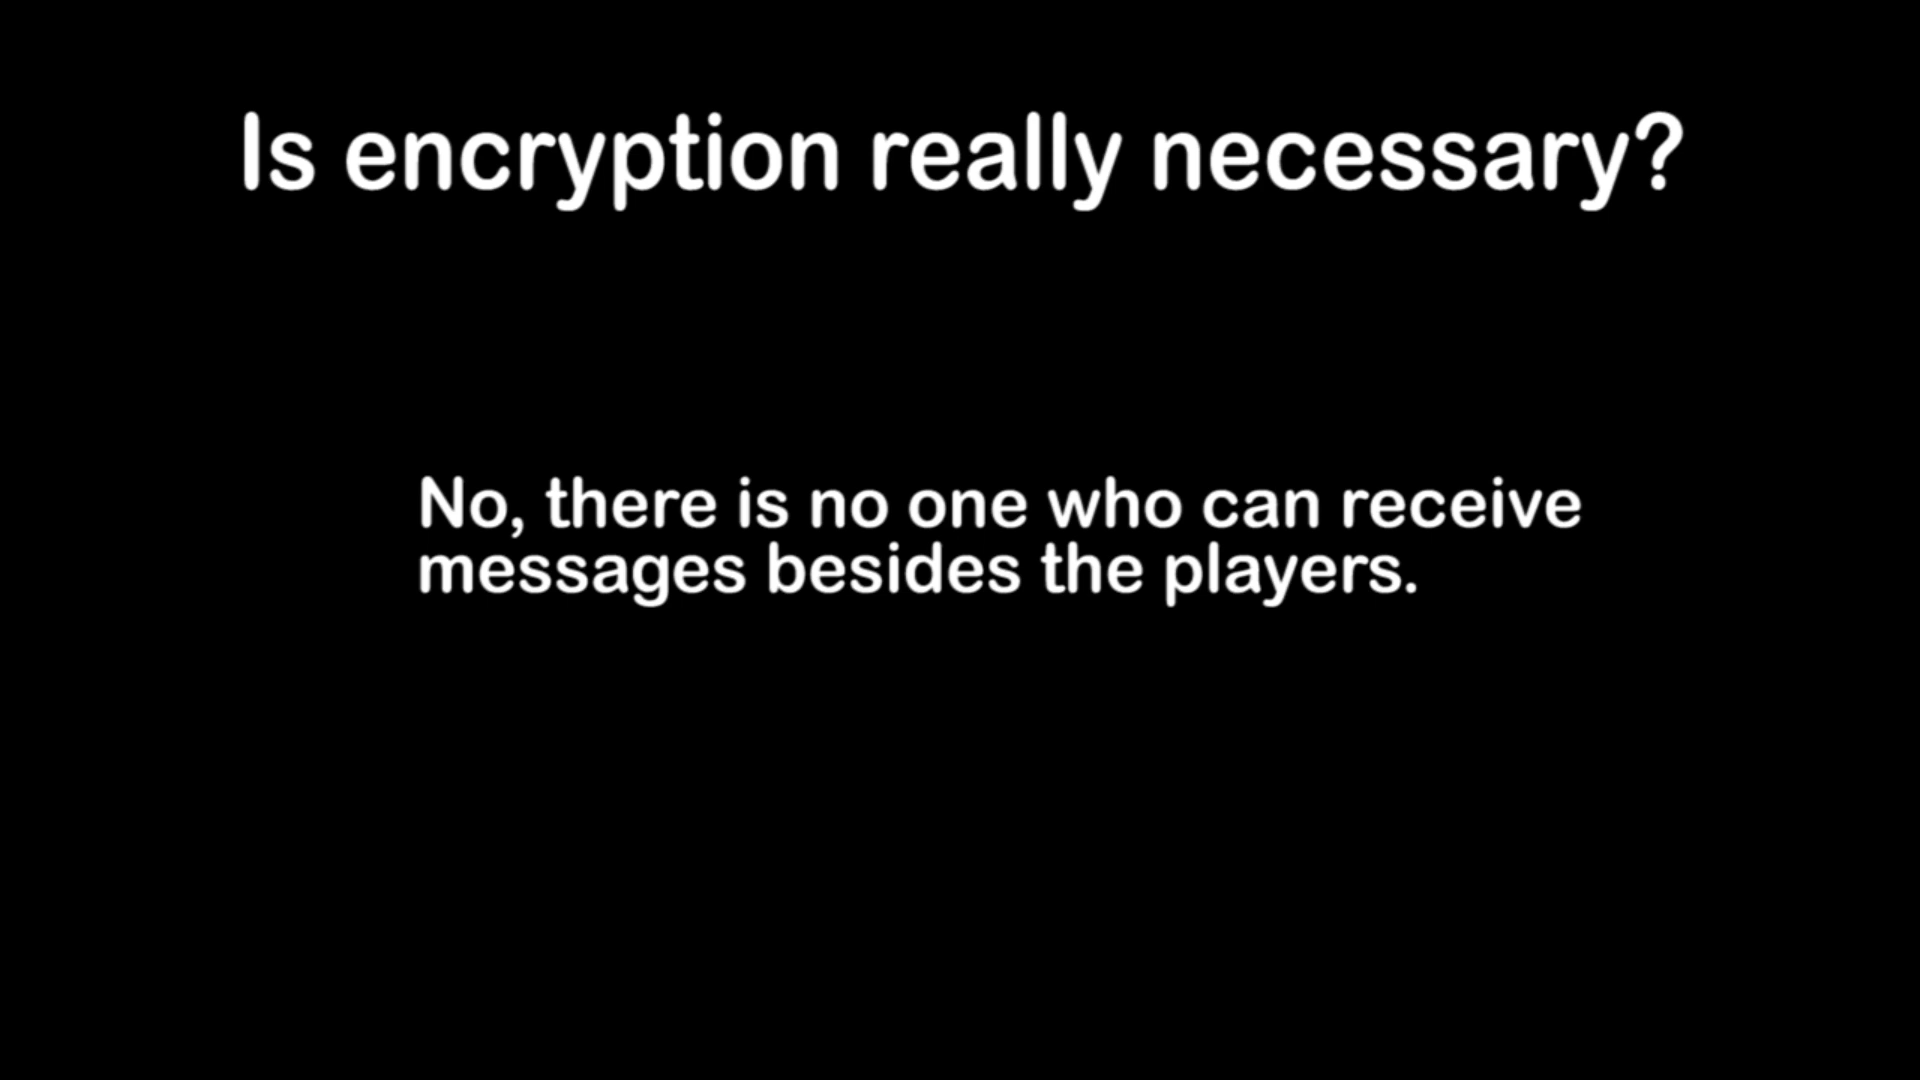 Is encryption really necessary?
No, there is no one who can receive
messages besides the players.